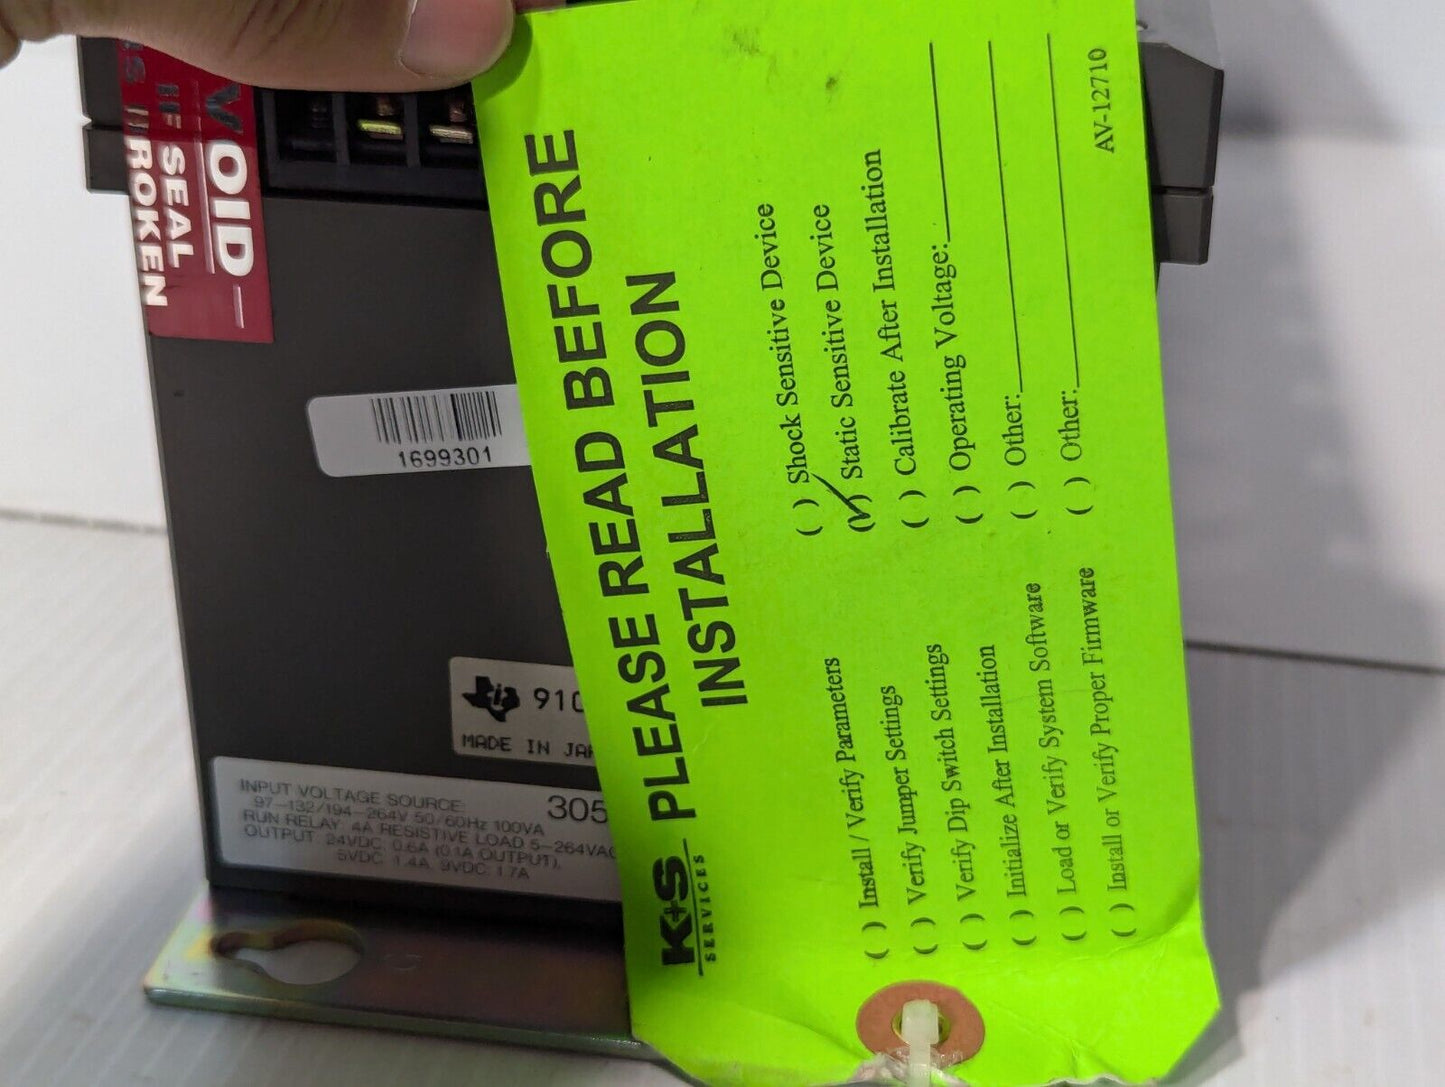 VOID
IF SEAL
BROKEN
1699301
MADE IN
INPUT VOLTAGE SOURCE:
97-132/194-264V 50/60Hz 100VA
RUN RELAY: 4A RESISTIVE LOAD 5-264VAC
OUTPUT: 24VDC: 0.6A (0.1A OUTPUT),
5VDC: 1.4A, 9VDC: 1.7A
305
K+S
SERVICES
PLEASE READ BEFORE
INSTALLATION
( ) Install / Verify Parameters
( ) Verify Jumper Settings
( ) Verify Dip Switch Settings
( ) Initialize After Installation
( ) Load or Verify System Software
( ) Install or Verify Proper Firmware
( ) Shock Sensitive Device
(✓) Static Sensitive Device
( ) Calibrate After Installation
( ) Operating Voltage:
( ) Other:
( ) Other:
AV-12710